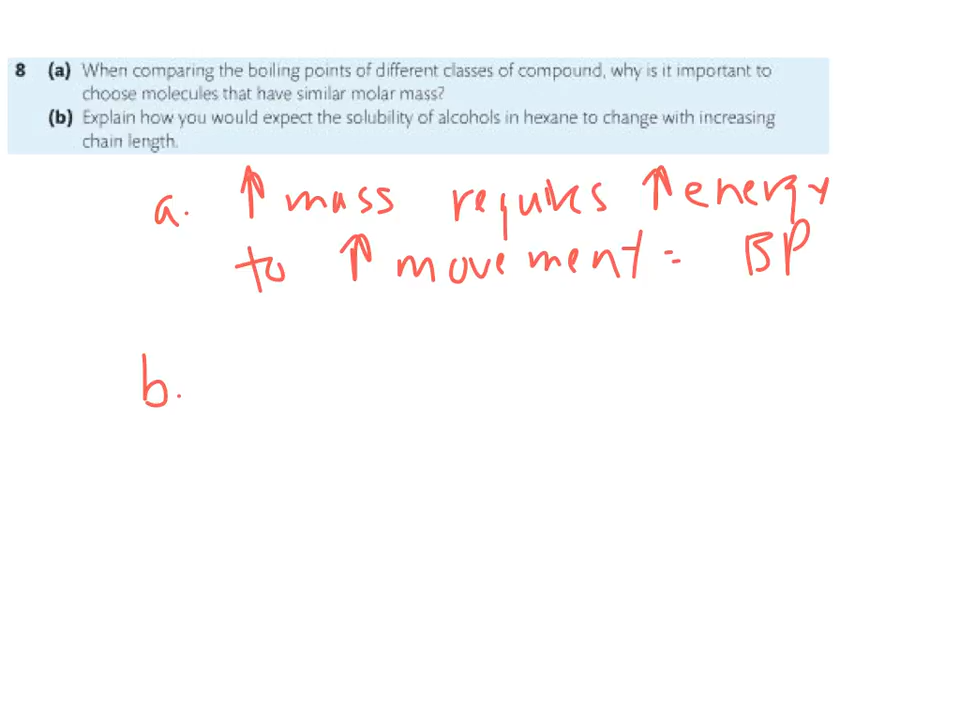 8 (a) When comparing the boiling points of different classes of compound, why is it important to
choose molecules that have similar molar mass?
(b) Explain how you would expect the solubility of alcohols in hexane to change with increasing
chain length.
a. ↑ mass requires ↑ energy
to ↑ movement = BP
b.